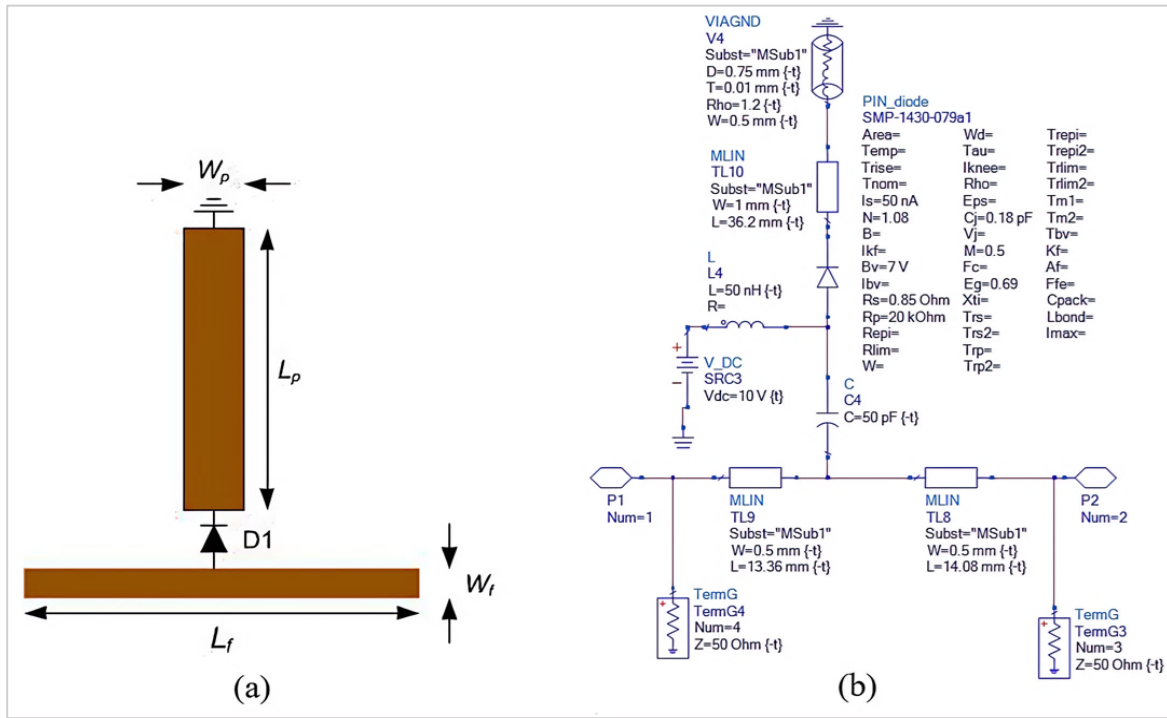 W_p
L_p
D1
W_f
L_f
(a)
VIAGND
V4
Subst="MSub1"
D=0.75 mm {-t}
T=0.01 mm {-t}
Rho=1.2 {-t}
W=0.5 mm {-t}
MLIN
TL10
Subst="MSub1"
W=1 mm {-t}
L=36.2 mm {-t}
PIN_diode
SMP-1430-079a1
Area= Wd= Trepi=
Temp= Tau= Trepi2=
Trise= Iknee= Trlim=
Tnom= Rho= Trlim2=
Is=50 nA Eps= Tm1=
N=1.08 Cj=0.18 pF Tm2=
B= Vj= Tbv=
Ikf= M=0.5 Kf=
Bv=7 V Fc= Af=
Ibv= Eg=0.69 Ffe=
Rs=0.85 Ohm Xti= Cpack=
Rp=20 kOhm Trs= Lbond=
Repi= Trs2= Imax=
Rlim= Trp=
W= Trp2=
L
L4
L=50 nH {-t}
R=
+
-
V_DC
SRC3
Vdc=10 V {t}
C
C4
C=50 pF {-t}
P1
Num=1
MLIN
TL9
Subst="MSub1"
W=0.5 mm {-t}
L=13.36 mm {-t}
MLIN
TL8
Subst="MSub1"
W=0.5 mm {-t}
L=14.08 mm {-t}
P2
Num=2
+
TermG
TermG4
Num=4
Z=50 Ohm {-t}
+
TermG
TermG3
Num=3
Z=50 Ohm {-t}
(b)